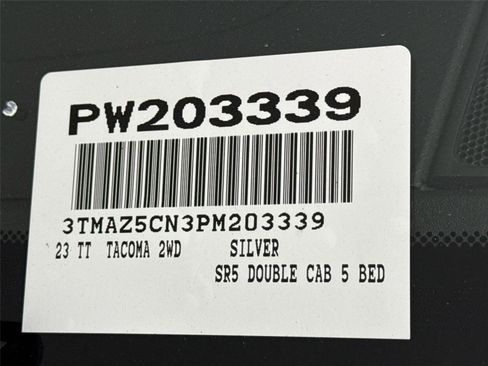 PW203339
3TMAZ5CN3PM203339
23 TT TACOMA 2WD SILVER
SR5 DOUBLE CAB 5 BED